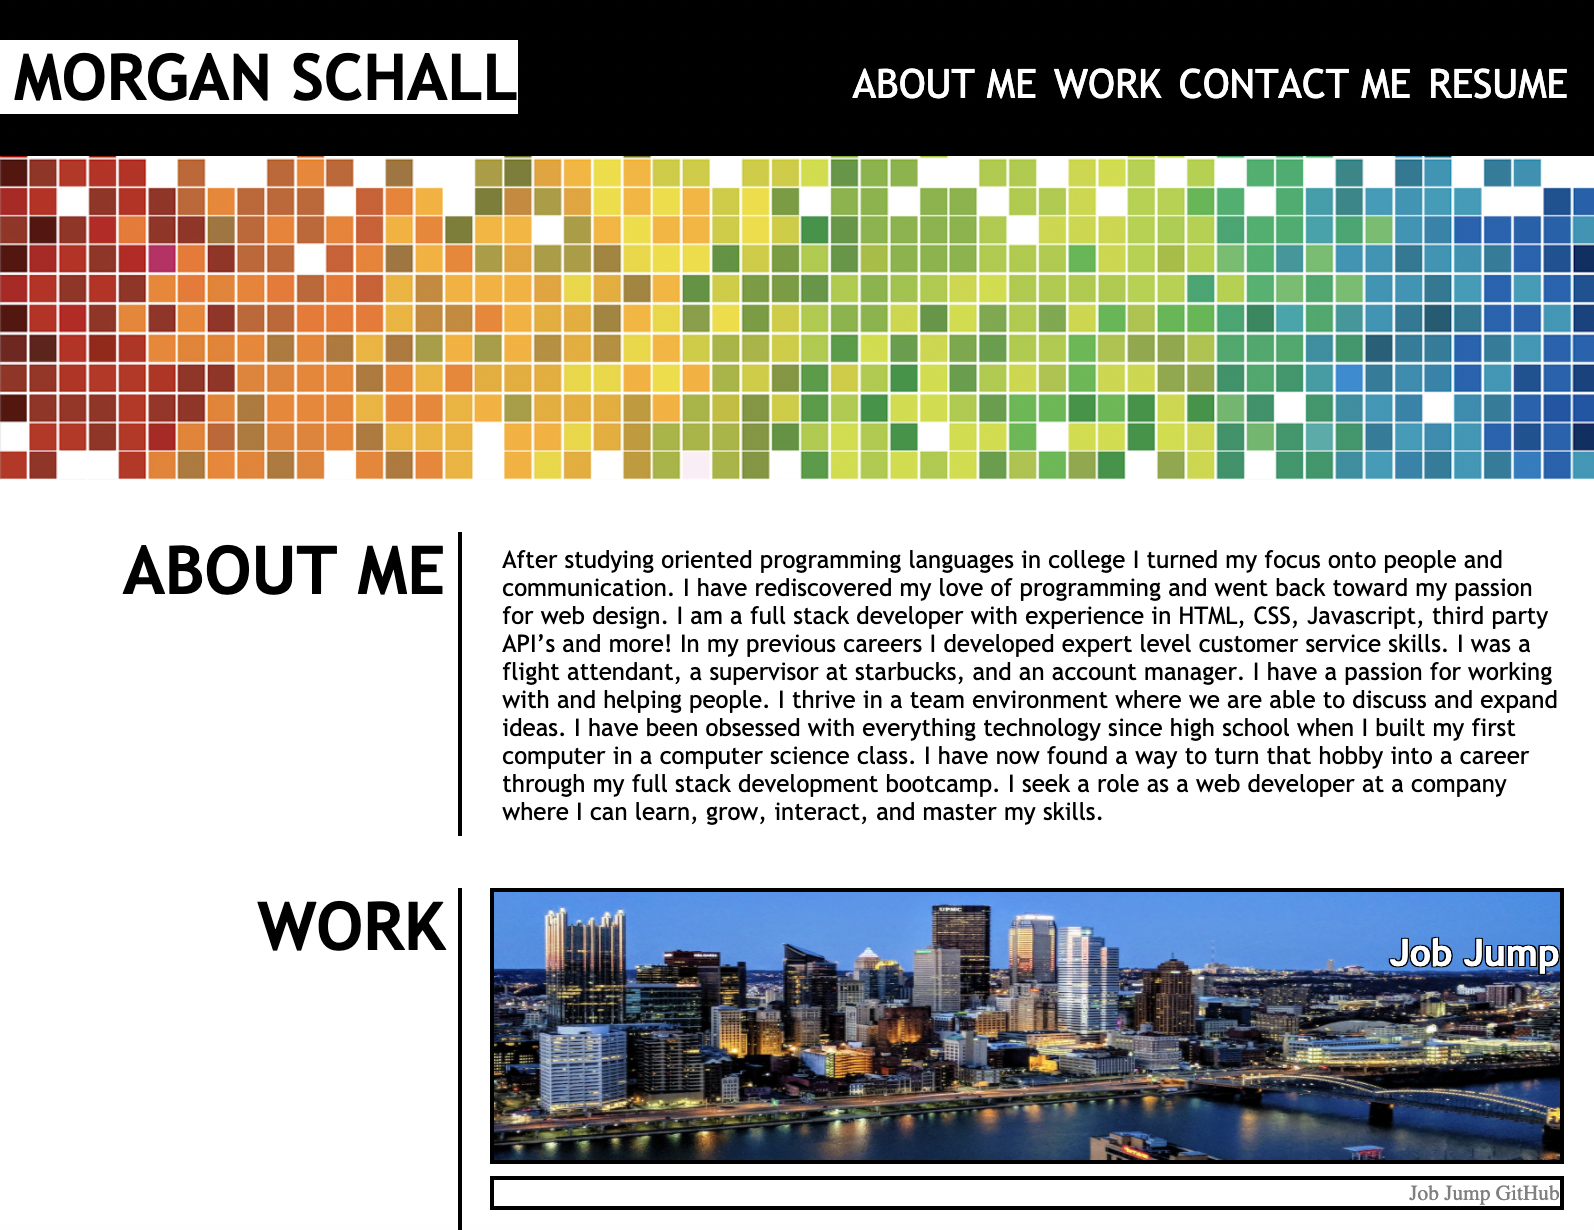 MORGAN SCHALL
ABOUT ME WORK CONTACT ME RESUME
ABOUT ME
After studying oriented programming languages in college I turned my focus onto people and
communication. I have rediscovered my love of programming and went back toward my passion
for web design. I am a full stack developer with experience in HTML, CSS, Javascript, third party
API’s and more! In my previous careers I developed expert level customer service skills. I was a
flight attendant, a supervisor at starbucks, and an account manager. I have a passion for working
with and helping people. I thrive in a team environment where we are able to discuss and expand
ideas. I have been obsessed with everything technology since high school when I built my first
computer in a computer science class. I have now found a way to turn that hobby into a career
through my full stack development bootcamp. I seek a role as a web developer at a company
where I can learn, grow, interact, and master my skills.
WORK
UPMC
Job Jump
Job Jump GitHub